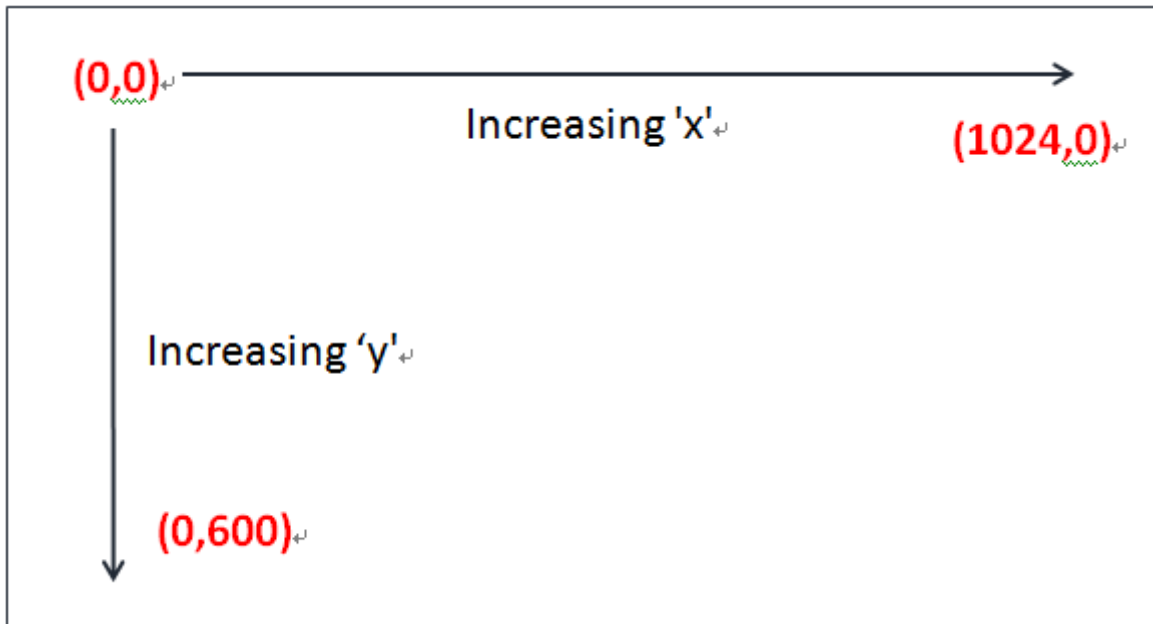 (0,0)
Increasing 'x'
(1024,0)
Increasing ‘y'
(0,600)